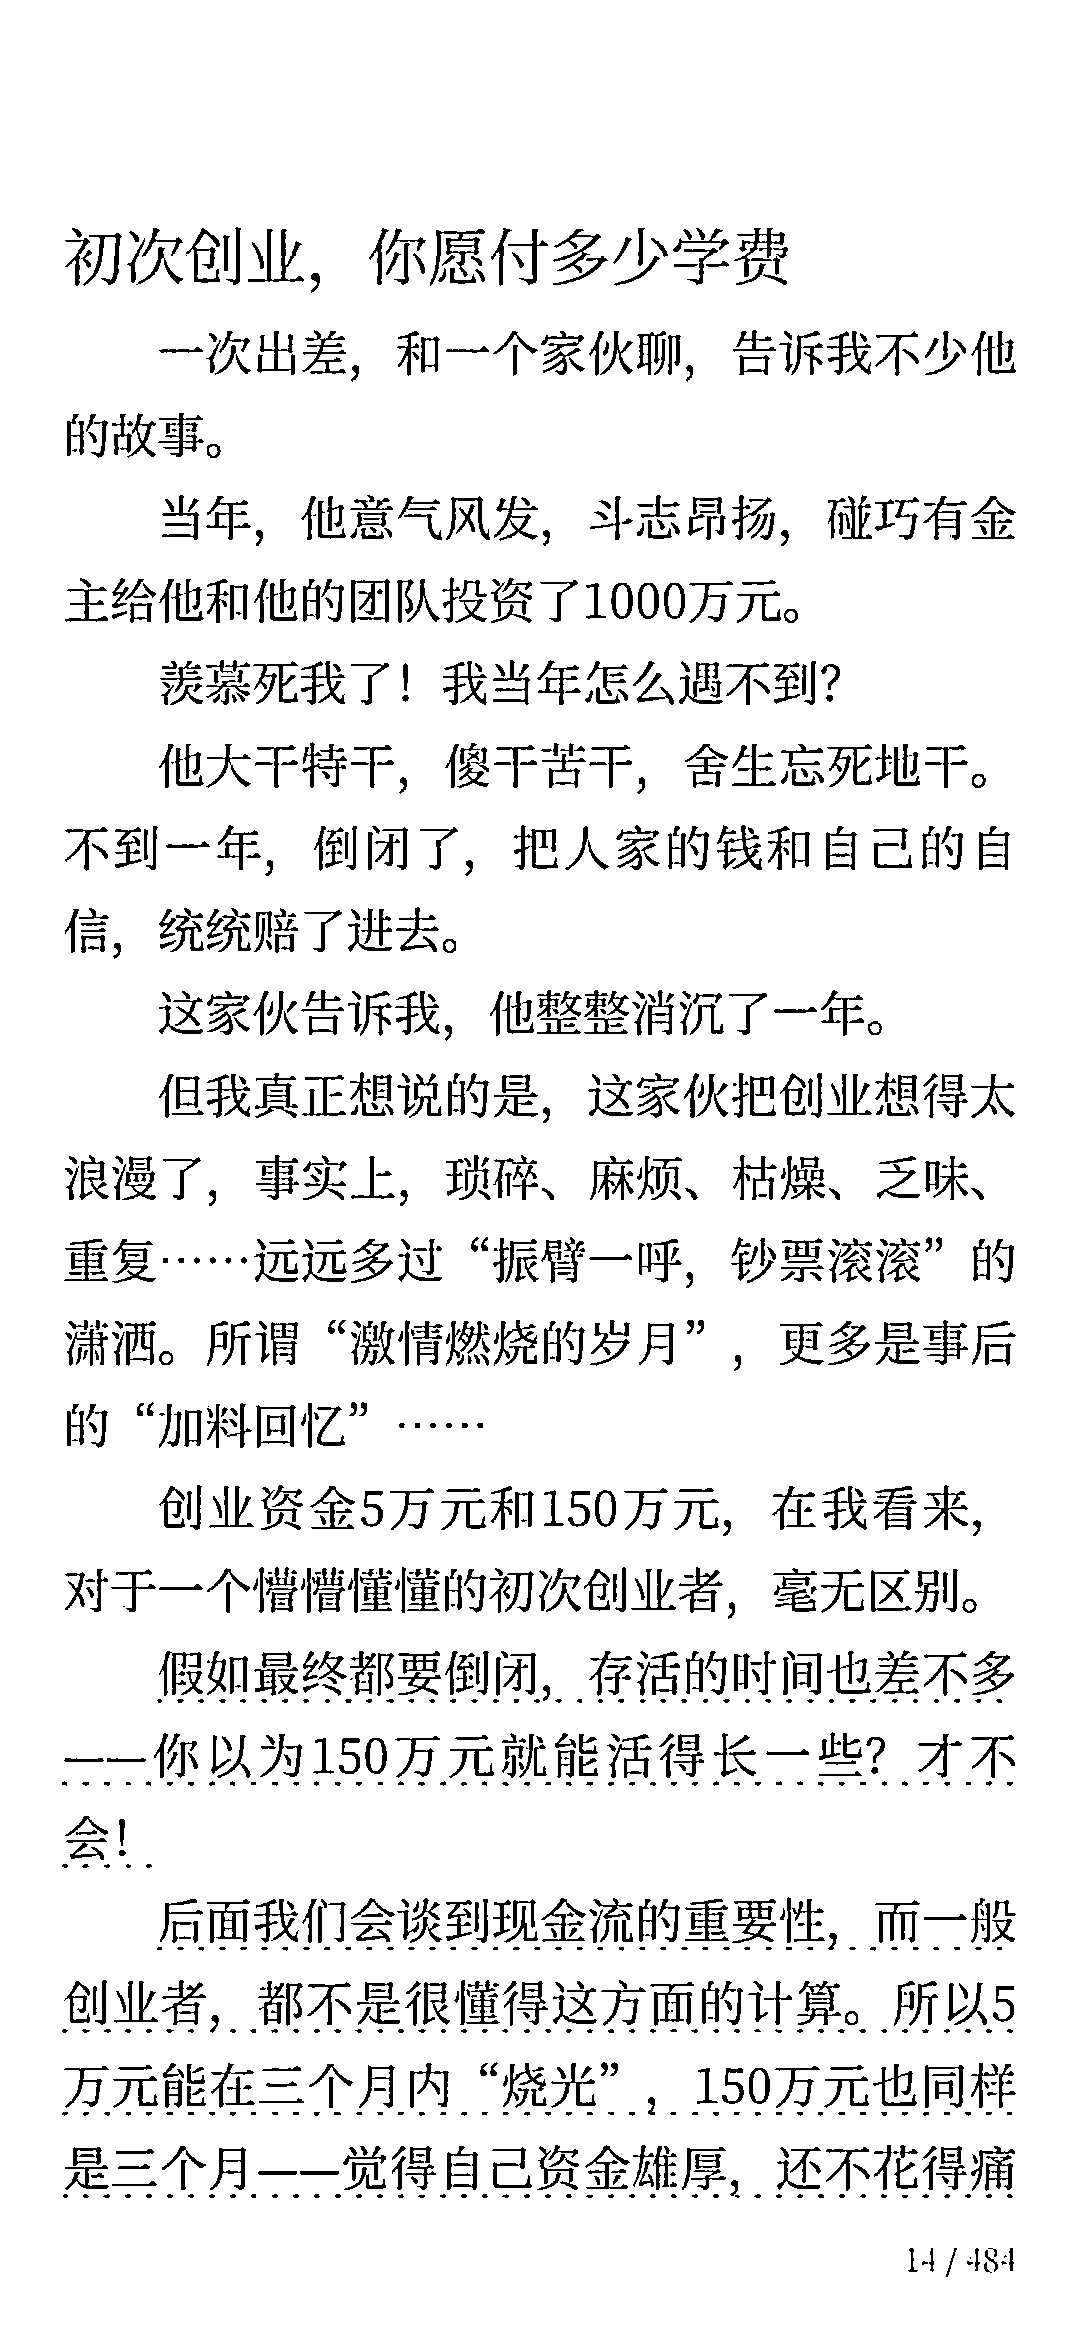 初次创业，你愿付多少学费
一次出差，和一个家伙聊，告诉我不少他
的故事。
当年，他意气风发，斗志昂扬，碰巧有金
主给他和他的团队投资了1000万元。
羡慕死我了！我当年怎么遇不到？
他大干特干，傻干苦干，舍生忘死地干。
不到一年，倒闭了，把人家的钱和自己的自
信，统统赔了进去。
这家伙告诉我，他整整消沉了一年。
但我真正想说的是，这家伙把创业想得太
浪漫了，事实上，琐碎、麻烦、枯燥、乏味、
重复……远远多过“振臂一呼，钞票滚滚”的
潇洒。所谓“激情燃烧的岁月”，更多是事后
的“加料回忆”……
创业资金5万元和150万元，在我看来，
对于一个懵懵懂懂的初次创业者，毫无区别。
假如最终都要倒闭，存活的时间也差不多
——你以为150万元就能活得长一些？才不
会！
后面我们会谈到现金流的重要性，而一般
创业者，都不是很懂得这方面的计算。所以5
万元能在三个月内“烧光”，150万元也同样
是三个月——觉得自己资金雄厚，还不花得痛
14 / 484